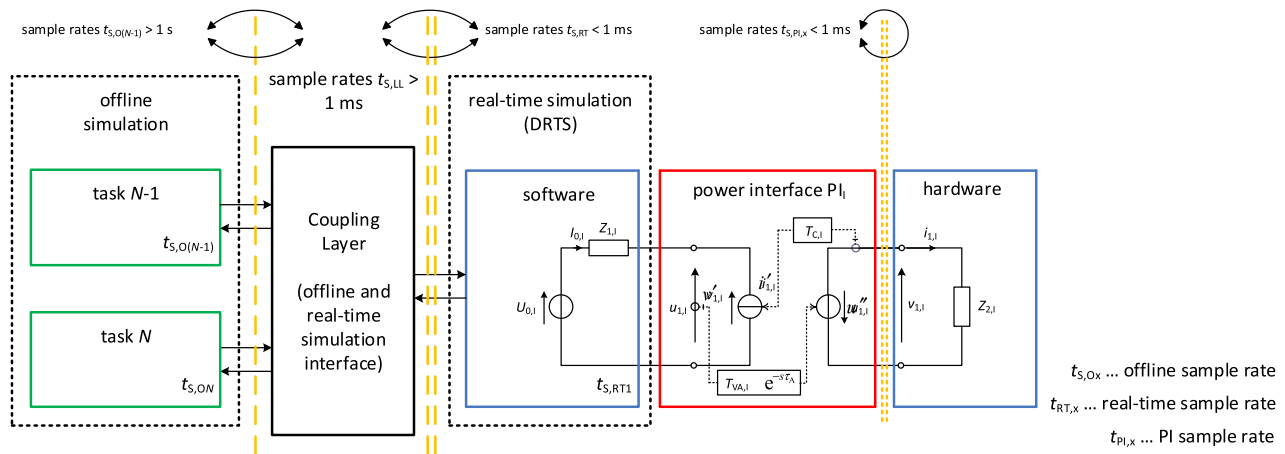 sample rates tS,O(N-1) > 1 s
sample rates tS,RT < 1 ms
sample rates tS,PI,x < 1 ms
sample rates tS,LL >
1 ms
offline
simulation
real-time simulation
(DRTS)
task N-1
tS,O(N-1)
task N
tS,ON
Coupling
Layer
(offline and
real-time
simulation
interface)
software
I0,I
Z1,I
U0,I
tS,RT1
power interface PII
TC,I
u1,I
TVA,I e−sτA
hardware
i1,I
v1,I
Z2,I
tS,Ox ... offline sample rate
tRT,x ... real-time sample rate
tPI,x ... PI sample rate